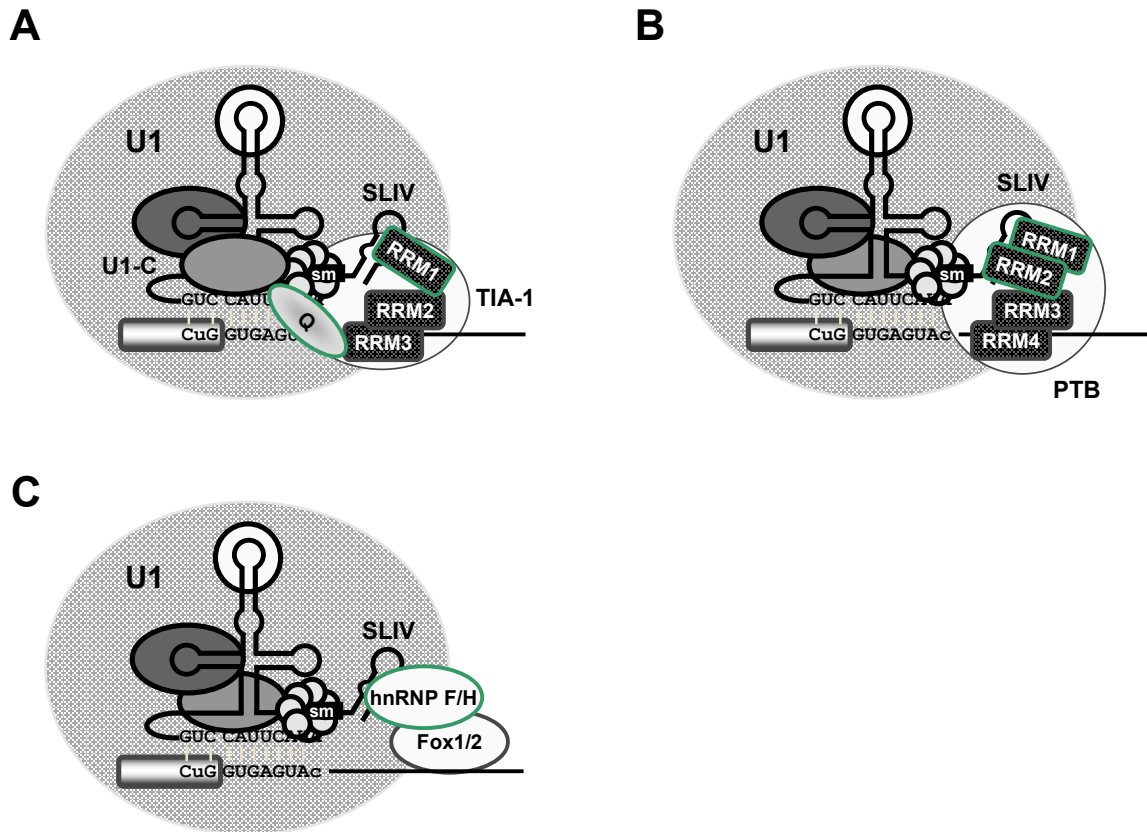 A
U1
SLIV
RRM1
U1-C
sm
TIA-1
RRM2
GUC CAUU
Q
CuG GUGAGU
RRM3
B
U1
SLIV
RRM1
RRM2
sm
GUC CAUUCA
RRM3
CuG GUGAGUAc
RRM4
PTB
C
U1
SLIV
hnRNP F/H
sm
GUC CAUUCA
Fox1/2
CuG GUGAGUAc